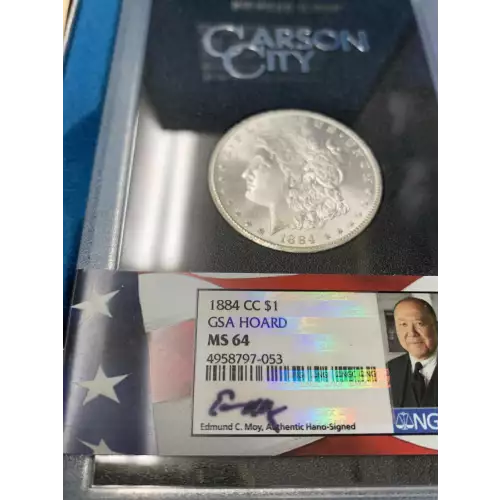 CARSON
CITY
1884
1884 CC $1
GSA HOARD
MS 64
4958797-053
Edmund C. Moy, Authentic Hand-Signed
NG